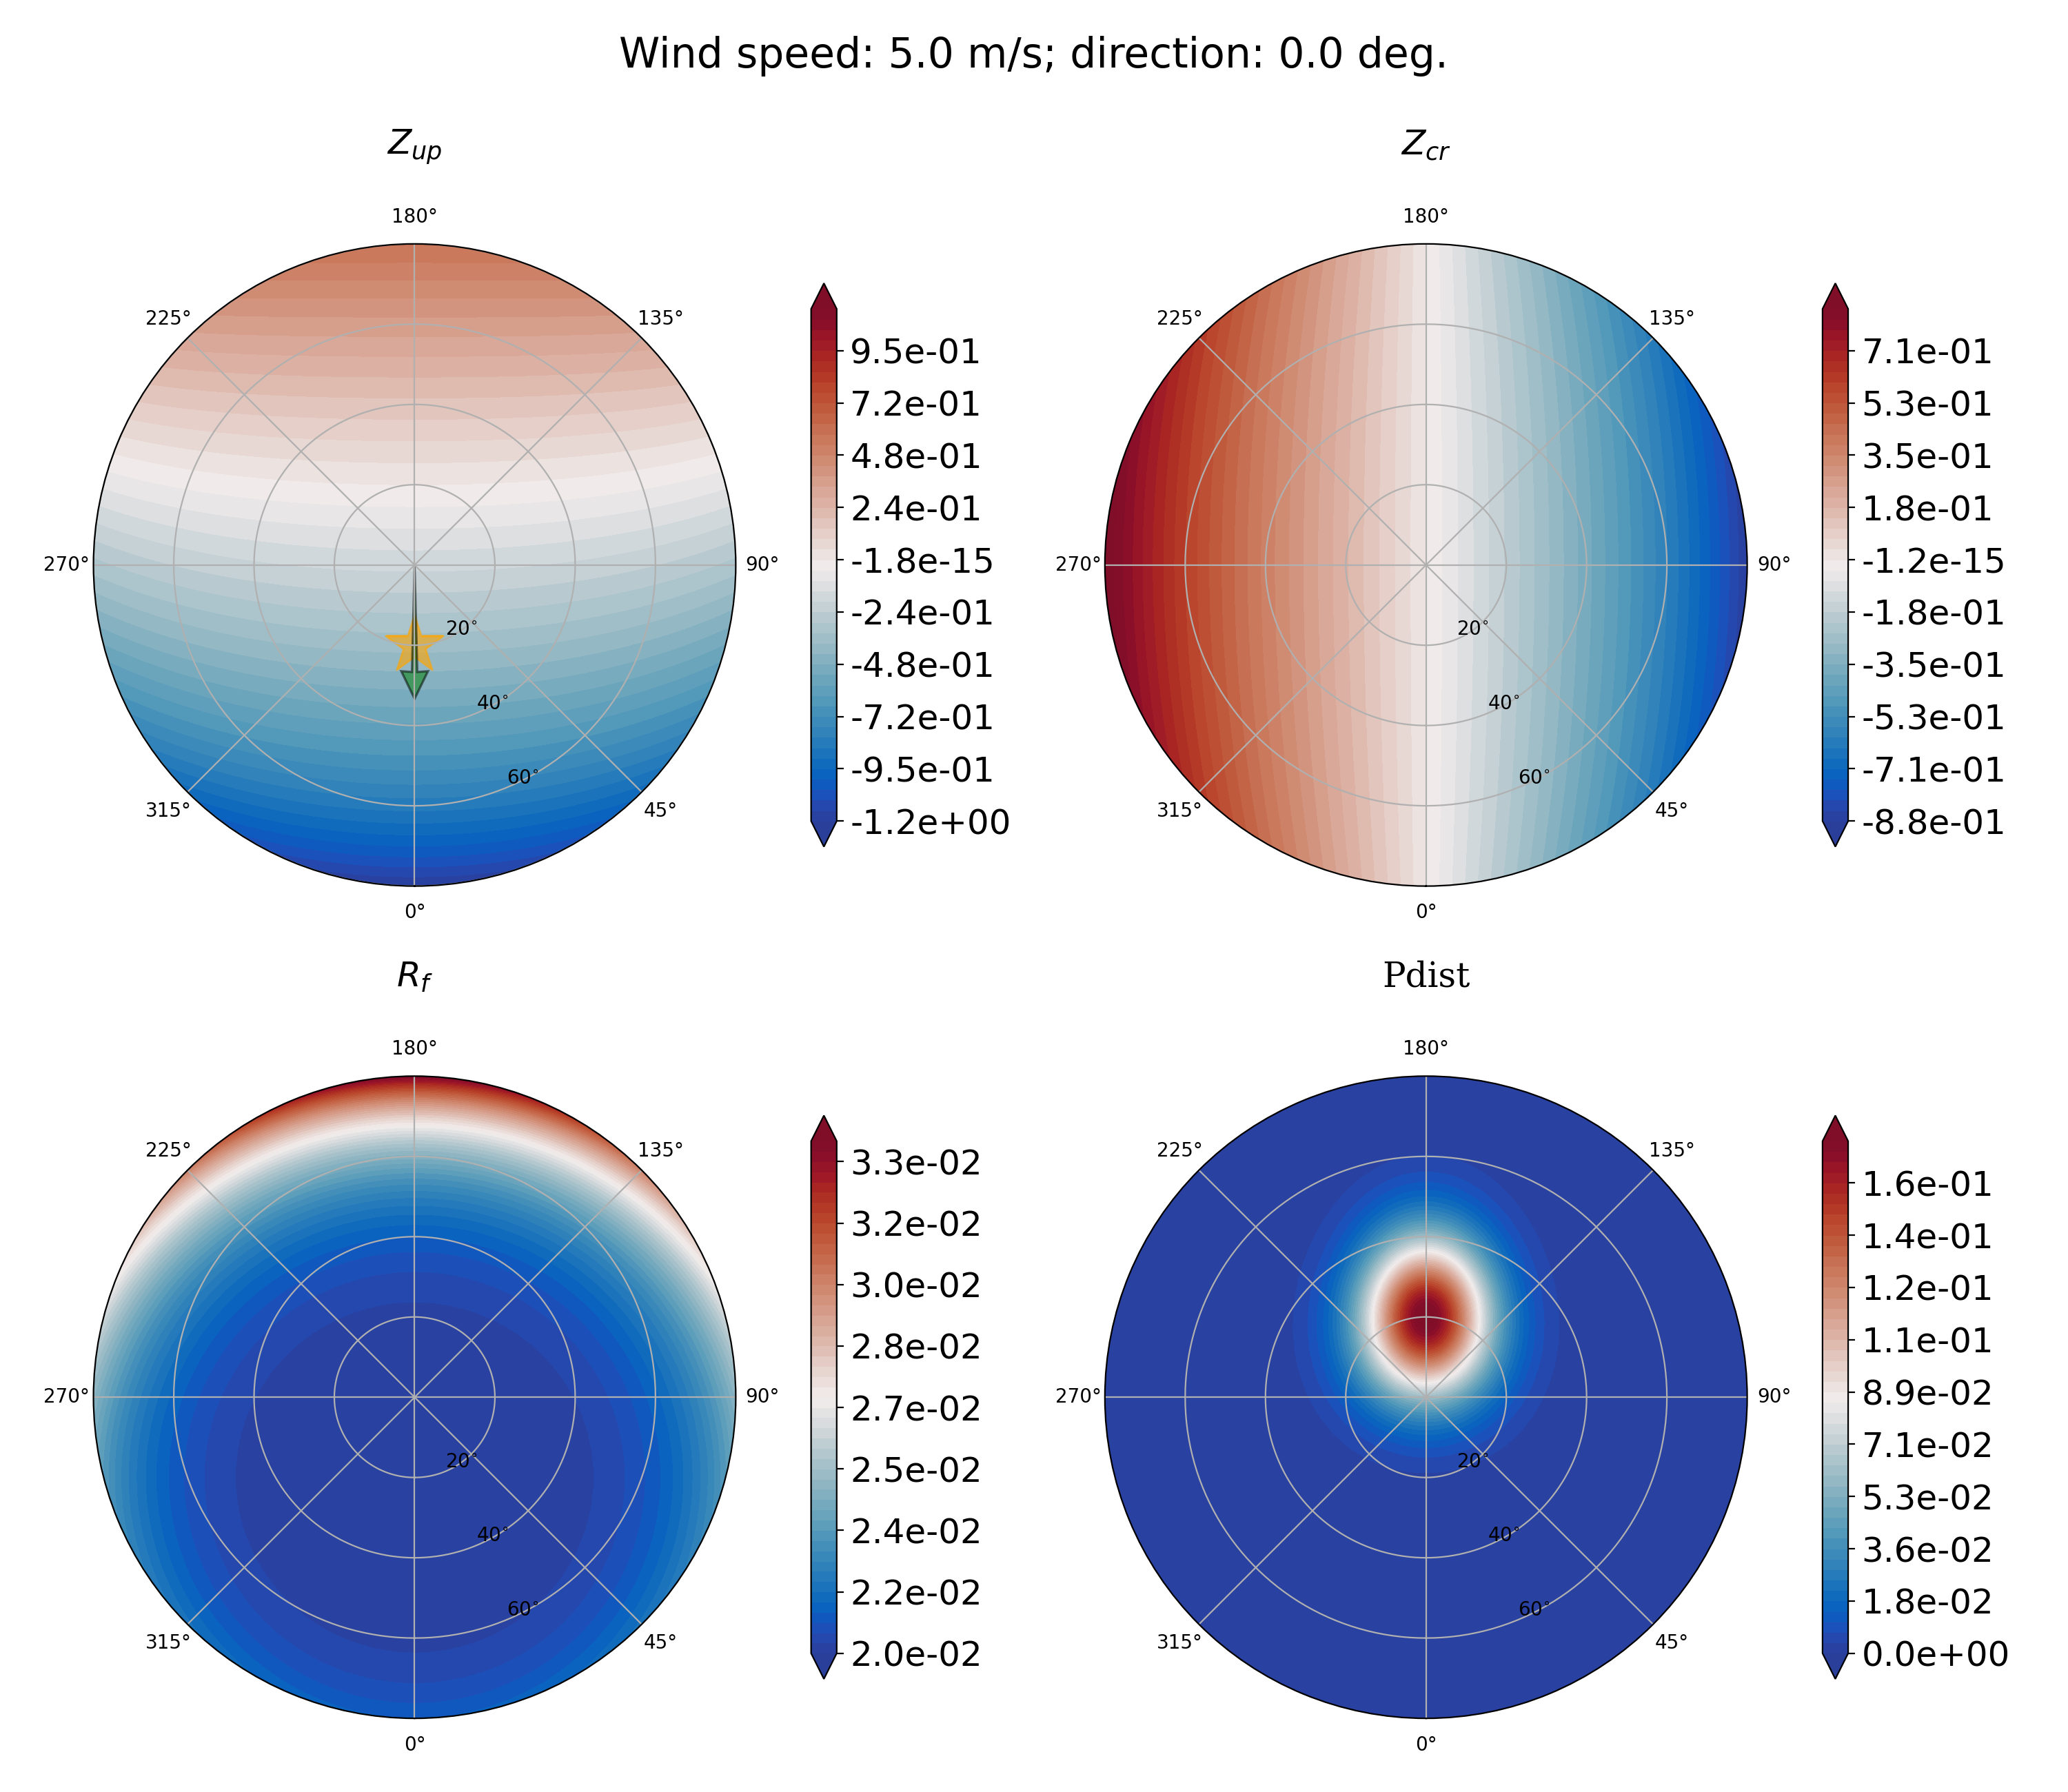 Wind speed: 5.0 m/s; direction: 0.0 deg.
Z_up
180°
225°
135°
270°
90°
20°
40°
60°
315°
45°
0°
9.5e-01
7.2e-01
4.8e-01
2.4e-01
-1.8e-15
-2.4e-01
-4.8e-01
-7.2e-01
-9.5e-01
-1.2e+00
Z_cr
180°
225°
135°
270°
90°
20°
40°
60°
315°
45°
0°
7.1e-01
5.3e-01
3.5e-01
1.8e-01
-1.2e-15
-1.8e-01
-3.5e-01
-5.3e-01
-7.1e-01
-8.8e-01
R_f
180°
225°
135°
270°
90°
20°
40°
60°
315°
45°
0°
3.3e-02
3.2e-02
3.0e-02
2.8e-02
2.7e-02
2.5e-02
2.4e-02
2.2e-02
2.0e-02
Pdist
180°
225°
135°
270°
90°
20°
40°
60°
315°
45°
0°
1.6e-01
1.4e-01
1.2e-01
1.1e-01
8.9e-02
7.1e-02
5.3e-02
3.6e-02
1.8e-02
0.0e+00